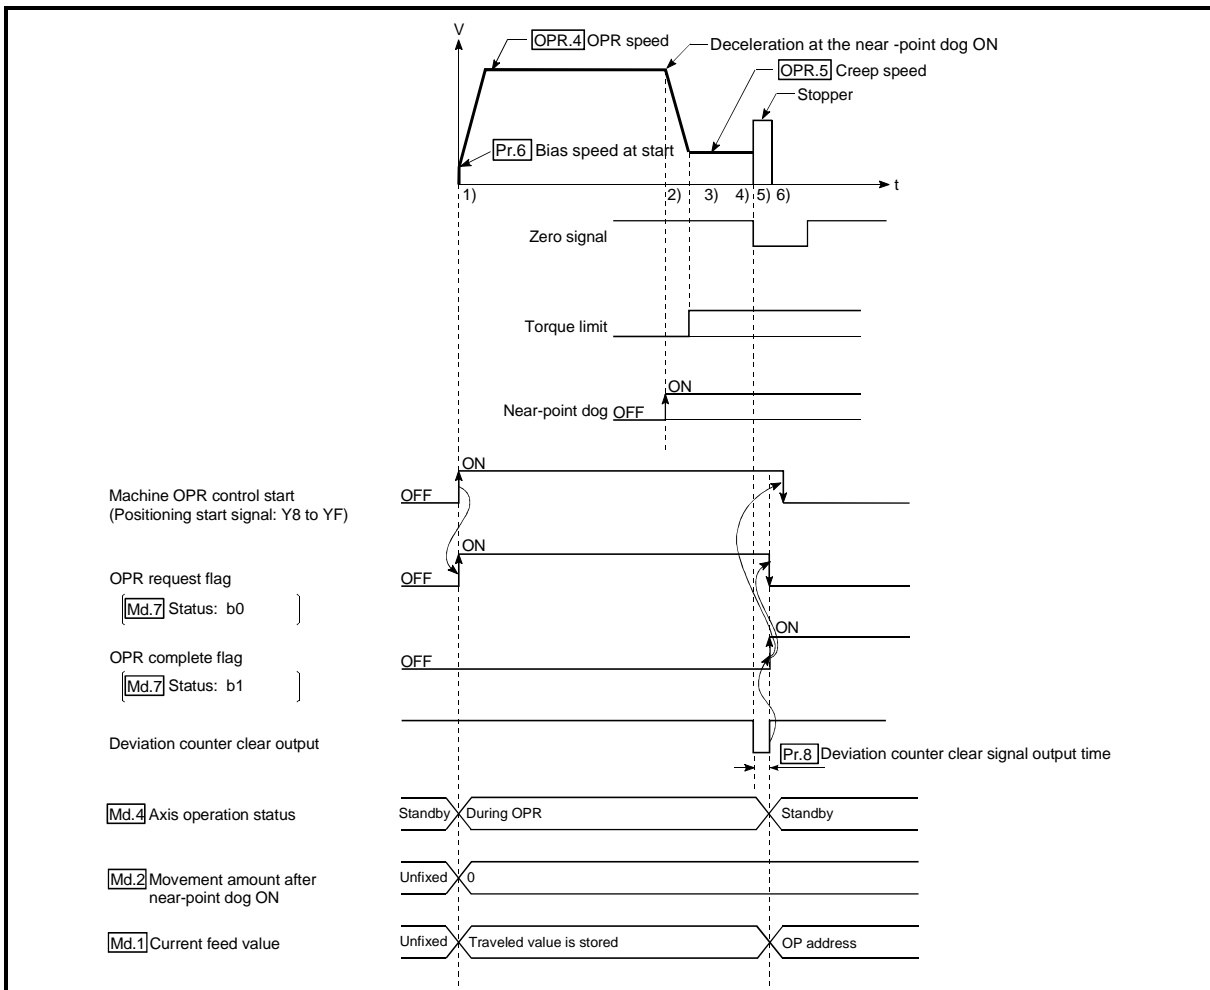 V
OPR.4 OPR speed
Deceleration at the near -point dog ON
OPR.5 Creep speed
Stopper
Pr.6 Bias speed at start
t
1) 2) 3) 4) 5) 6)
Zero signal
Torque limit
ON
Near-point dog OFF
ON
Machine OPR control start OFF
(Positioning start signal: Y8 to YF)
ON
OPR request flag OFF
Md.7 Status: b0
ON
OPR complete flag OFF
Md.7 Status: b1
Deviation counter clear output
Pr.8 Deviation counter clear signal output time
Md.4 Axis operation status Standby During OPR Standby
Md.2 Movement amount after Unfixed 0
near-point dog ON
Md.1 Current feed value Unfixed Traveled value is stored OP address